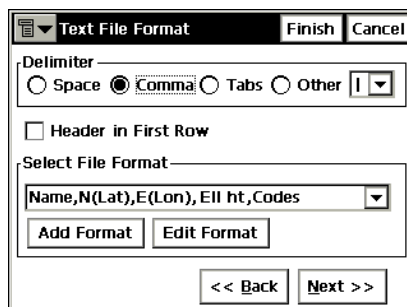 Text File Format Finish Cancel
Delimiter
Space Comma Tabs Other |
Header in First Row
Select File Format
Name,N(Lat),E(Lon), Ell ht,Codes
Add Format Edit Format
<< Back Next >>